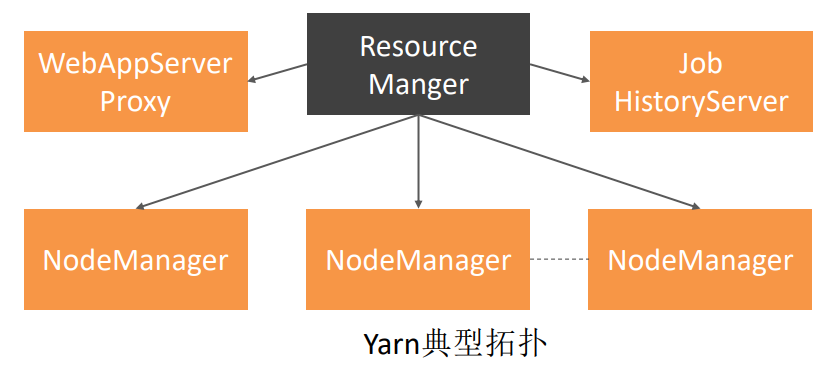 WebAppServer
Proxy
Resource
Manger
Job
HistoryServer
NodeManager
NodeManager
NodeManager
Yarn典型拓扑